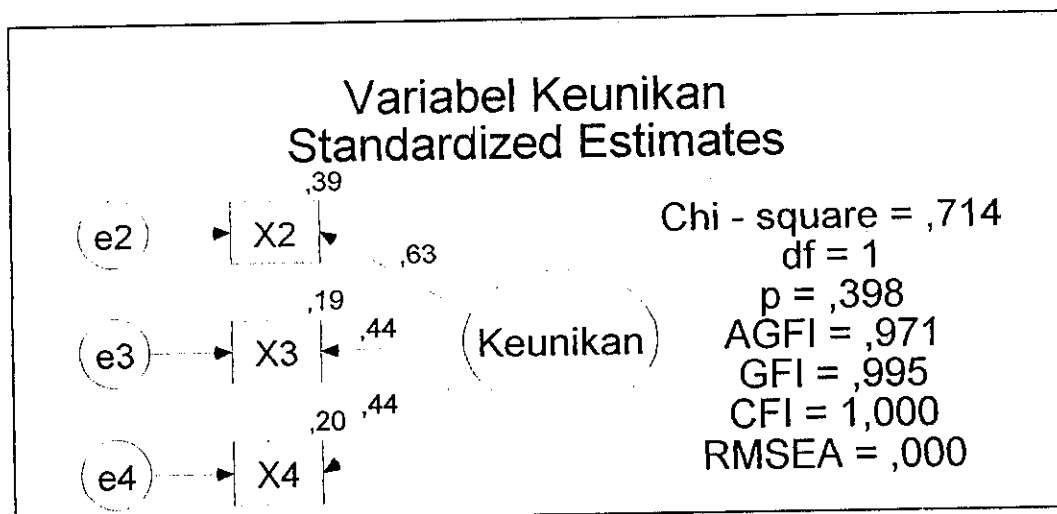 Variabel Keunikan
Standardized Estimates
,39
e2 X2
,63
,19
e3 X3 ,44 Keunikan
,44
,20
e4 X4
Chi - square = ,714
df = 1
p = ,398
AGFI = ,971
GFI = ,995
CFI = 1,000
RMSEA = ,000